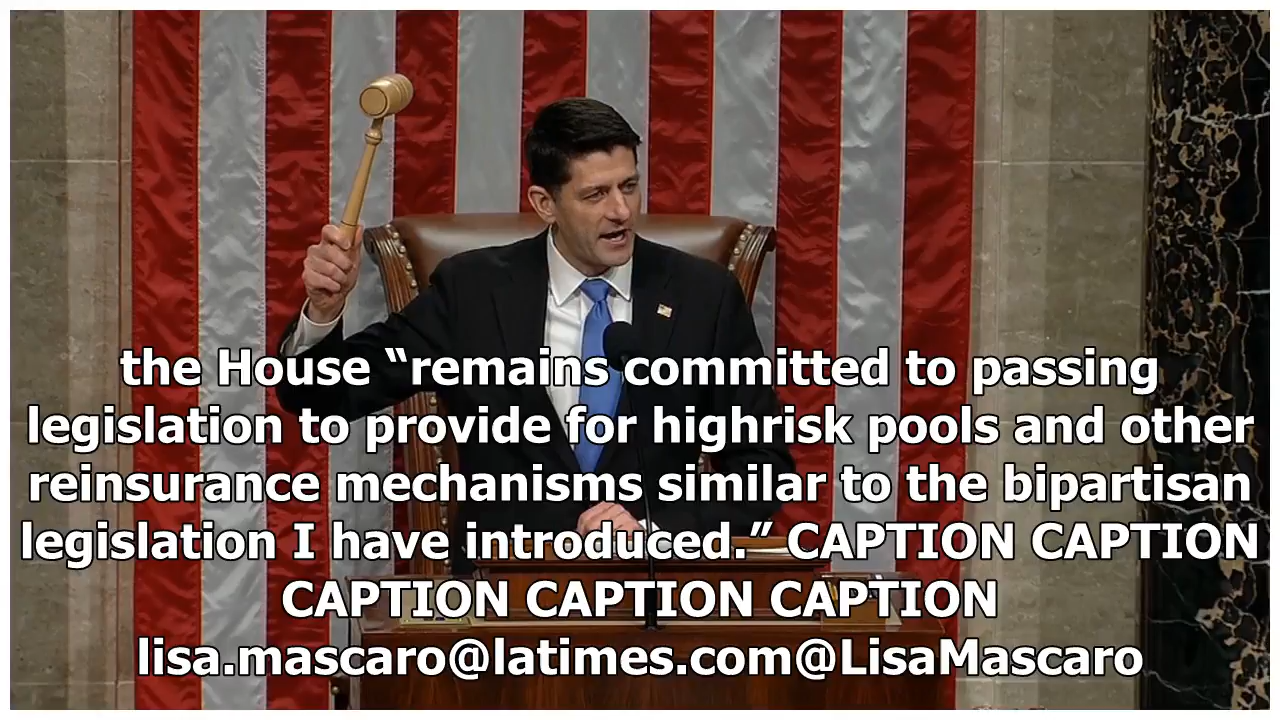 the House “remains committed to passing
legislation to provide for highrisk pools and other
reinsurance mechanisms similar to the bipartisan
legislation I have introduced.” CAPTION CAPTION
CAPTION CAPTION CAPTION
lisa.mascaro@latimes.com@LisaMascaro